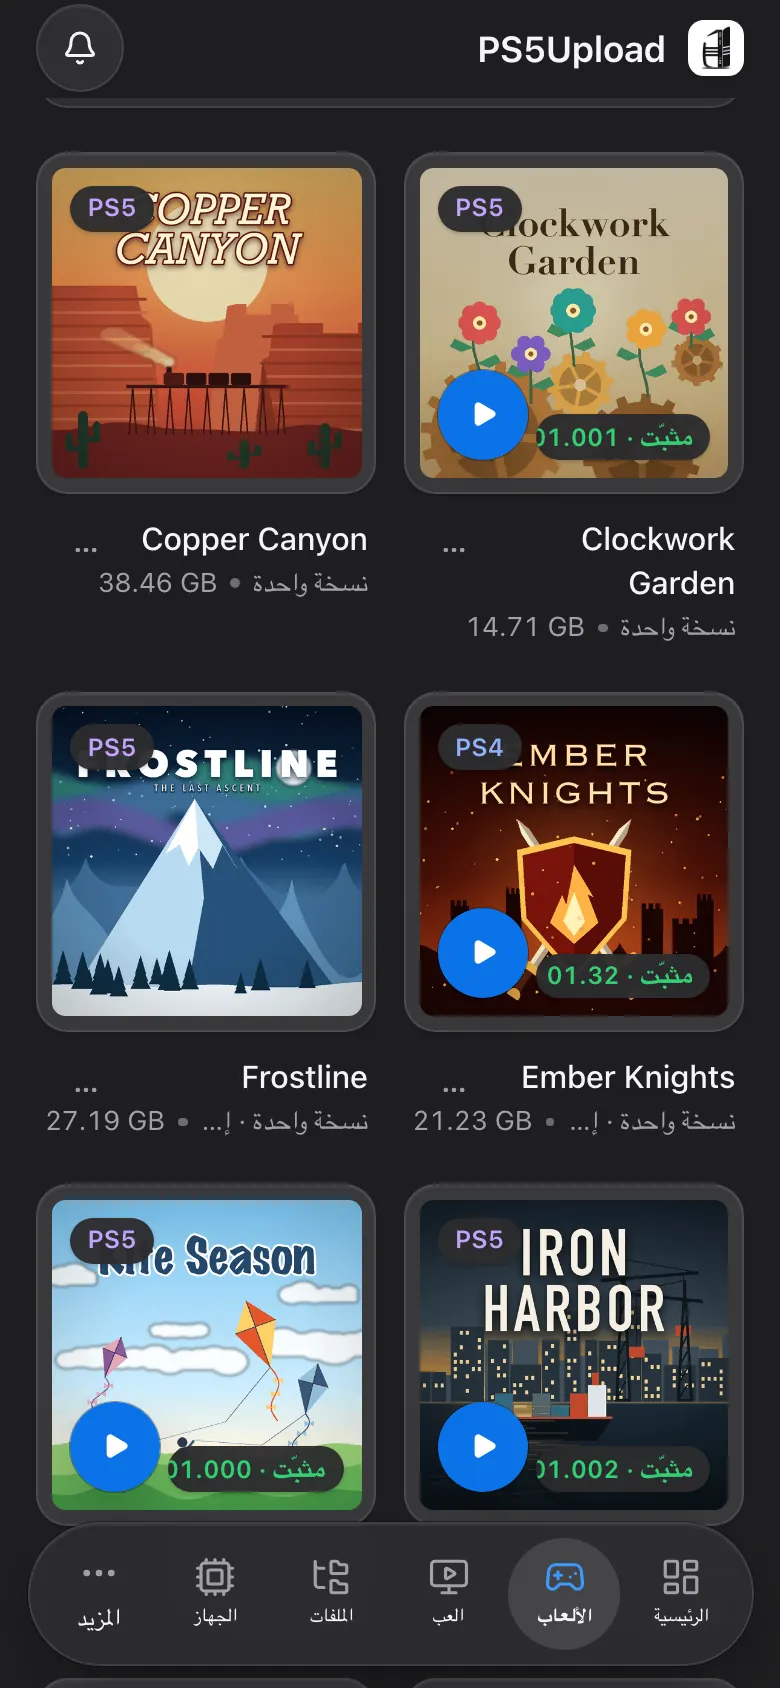 PS5Upload
PS5
Clockwork
Garden
مثبّت · 01.001
Clockwork
Garden
...
نسخة واحدة • 14.71 GB
PS5
COPPER
CANYON
Copper Canyon
...
نسخة واحدة • 38.46 GB
PS4
EMBER
KNIGHTS
مثبّت · 01.32
Ember Knights
...
نسخة واحدة · إ... • 21.23 GB
PS5
FROSTLINE
THE LAST ASCENT
Frostline
...
نسخة واحدة · إ... • 27.19 GB
PS5
IRON
HARBOR
مثبّت · 01.002
PS5
Kite Season
مثبّت · 01.000
الرئيسية
الألعاب
العب
الملفات
الجهاز
المزيد